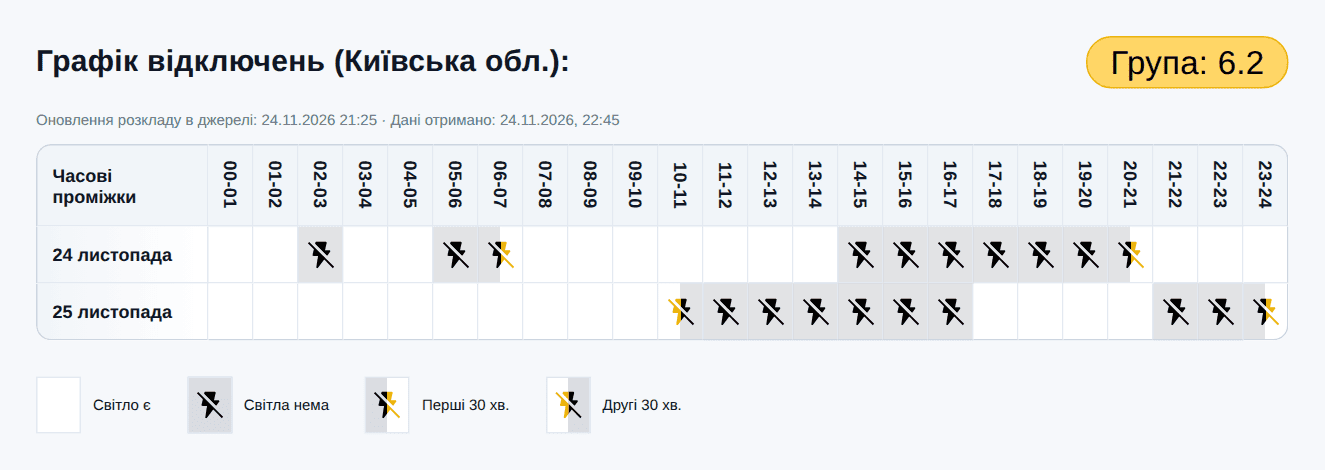 Графік відключень (Київська обл.):
Група: 6.2
Оновлення розкладу в джерелі: 24.11.2026 21:25 · Дані отримано: 24.11.2026, 22:45
Часові
проміжки
00-01
01-02
02-03
03-04
04-05
05-06
06-07
07-08
08-09
09-10
10-11
11-12
12-13
13-14
14-15
15-16
16-17
17-18
18-19
19-20
20-21
21-22
22-23
23-24
24 листопада
25 листопада
Світло є
Світла нема
Перші 30 хв.
Другі 30 хв.